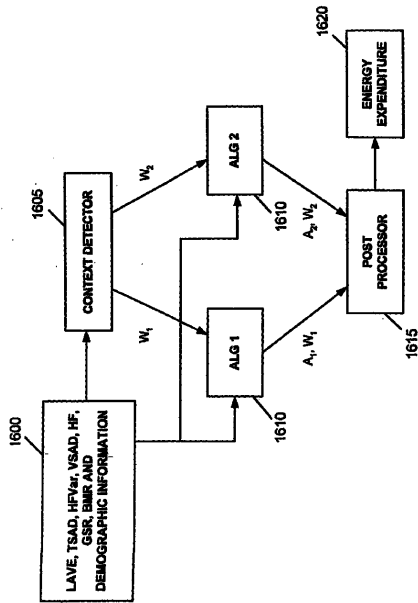 1600
LAVE, TSAD, HFVar, VSAD, HF,
GSR, BMR AND
DEMOGRAPHIC INFORMATION
1605
CONTEXT DETECTOR
W1
W2
ALG 1
1610
ALG 2
1610
A1, W1
A2, W2
POST
PROCESSOR
1615
ENERGY
EXPENDITURE
1620